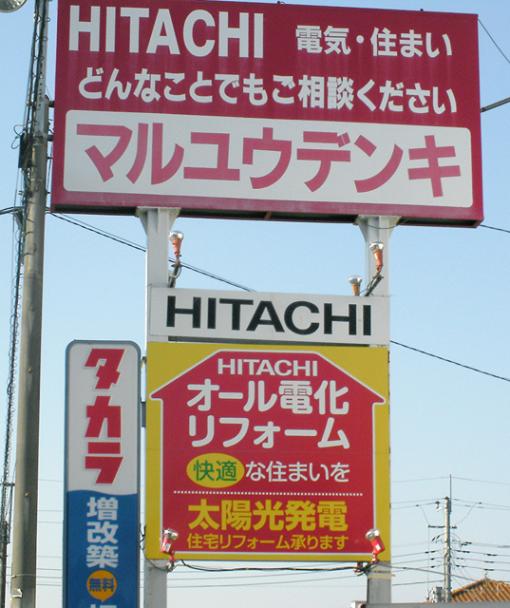 HITACHI 電気・住まい
どんなことでもご相談ください
マルユウデンキ
HITACHI
HITACHI
オール電化
リフォーム
快適な住まいを
太陽光発電
住宅リフォーム承ります
タカラ
増改築
無料